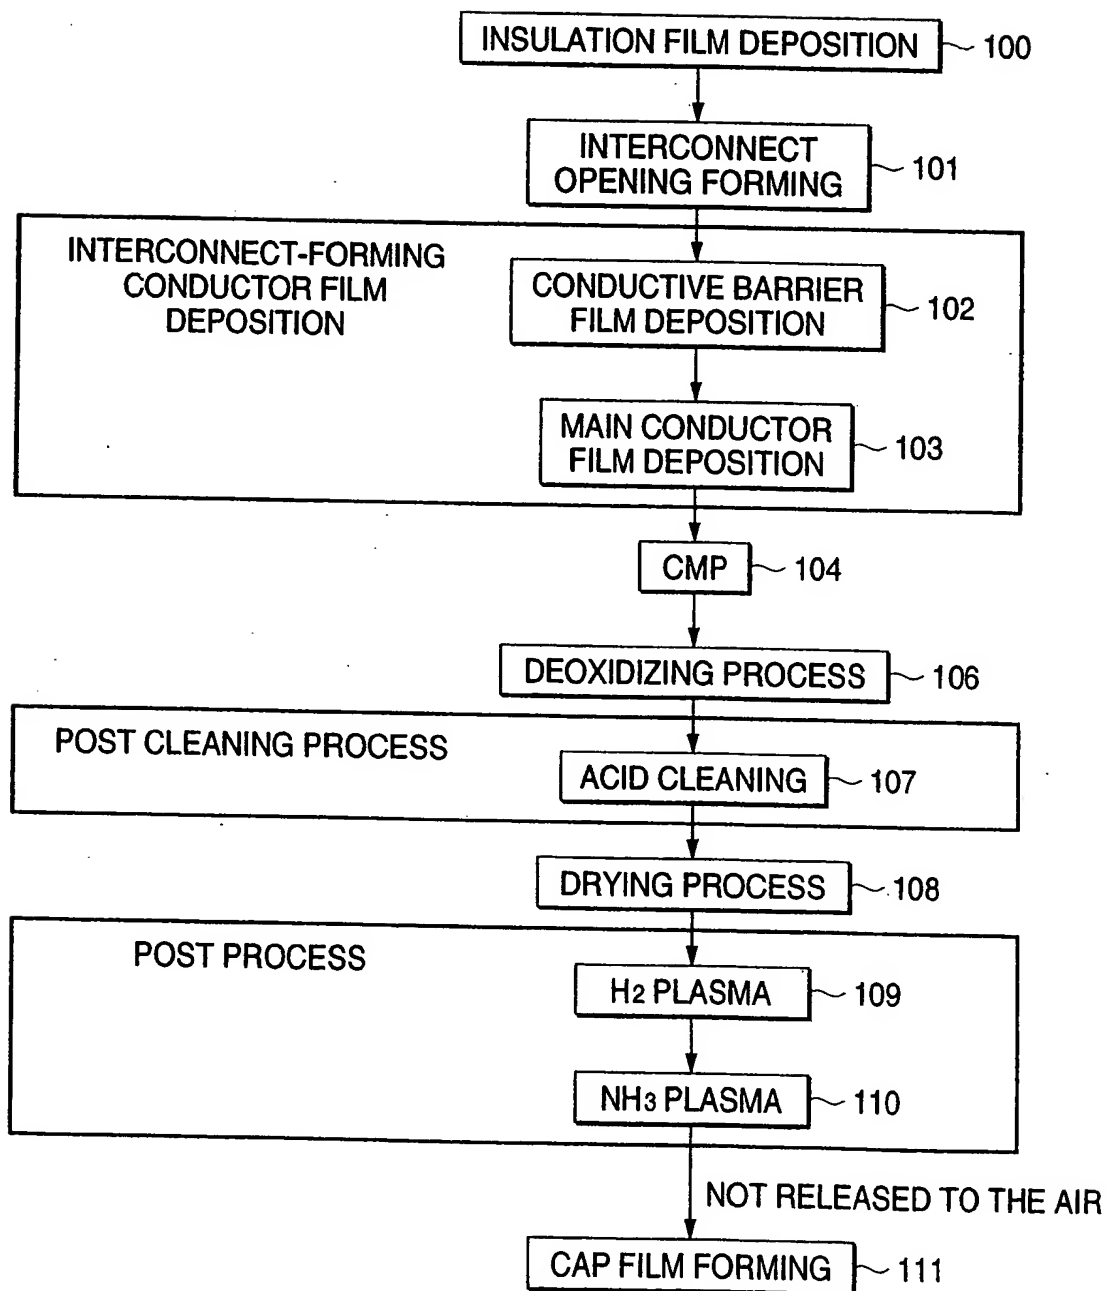 INSULATION FILM DEPOSITION 100
INTERCONNECT
OPENING FORMING 101
INTERCONNECT-FORMING
CONDUCTOR FILM
DEPOSITION
CONDUCTIVE BARRIER
FILM DEPOSITION 102
MAIN CONDUCTOR
FILM DEPOSITION 103
CMP 104
DEOXIDIZING PROCESS 106
POST CLEANING PROCESS
ACID CLEANING 107
DRYING PROCESS 108
POST PROCESS
H2 PLASMA 109
NH3 PLASMA 110
NOT RELEASED TO THE AIR
CAP FILM FORMING 111